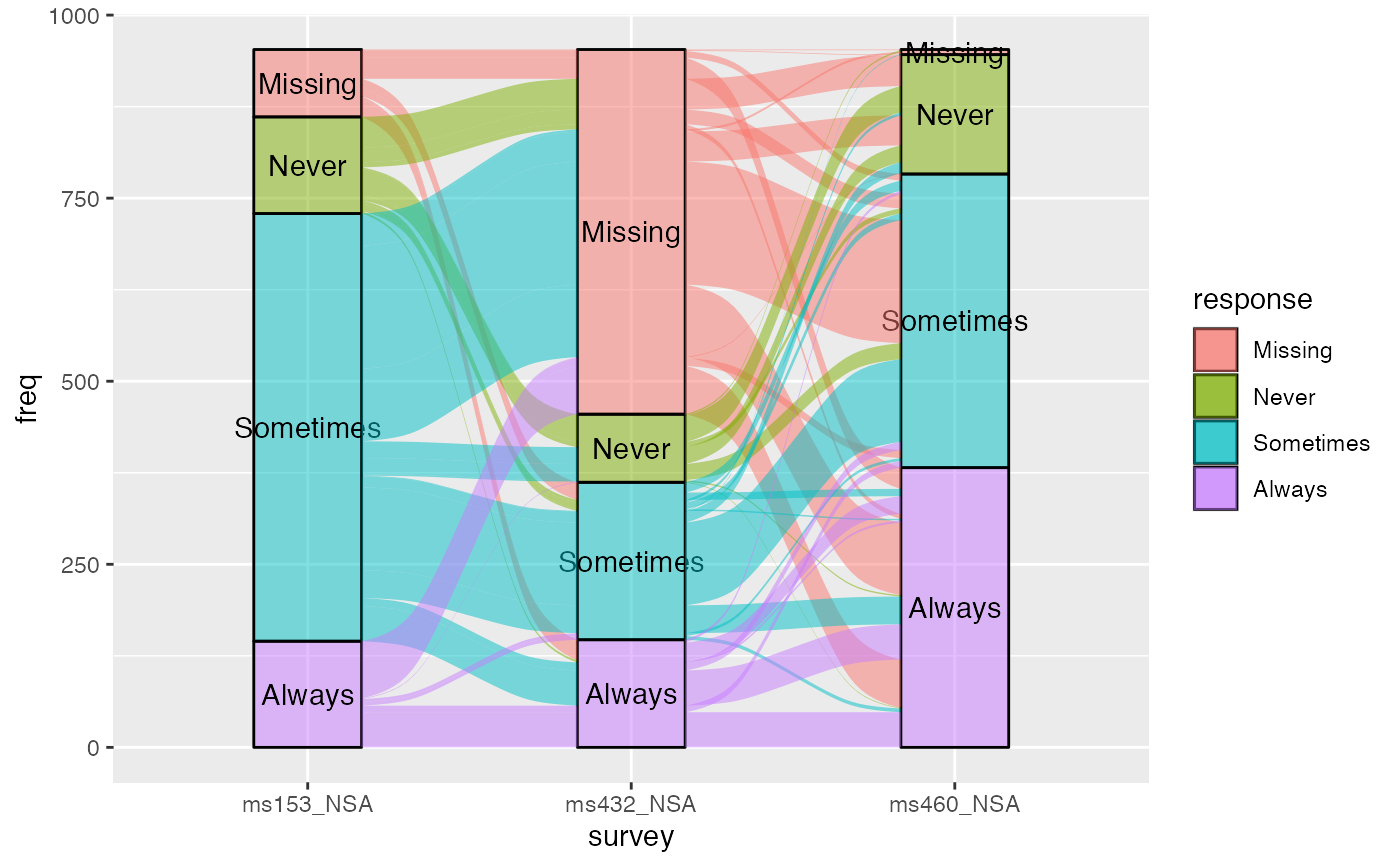 1000
750
500
250
0
freq
Missing
Never
Sometimes
Always
Missing
Never
Sometimes
Always
Missing
Never
Sometimes
Always
ms153_NSA
ms432_NSA
ms460_NSA
survey
response
Missing
Never
Sometimes
Always